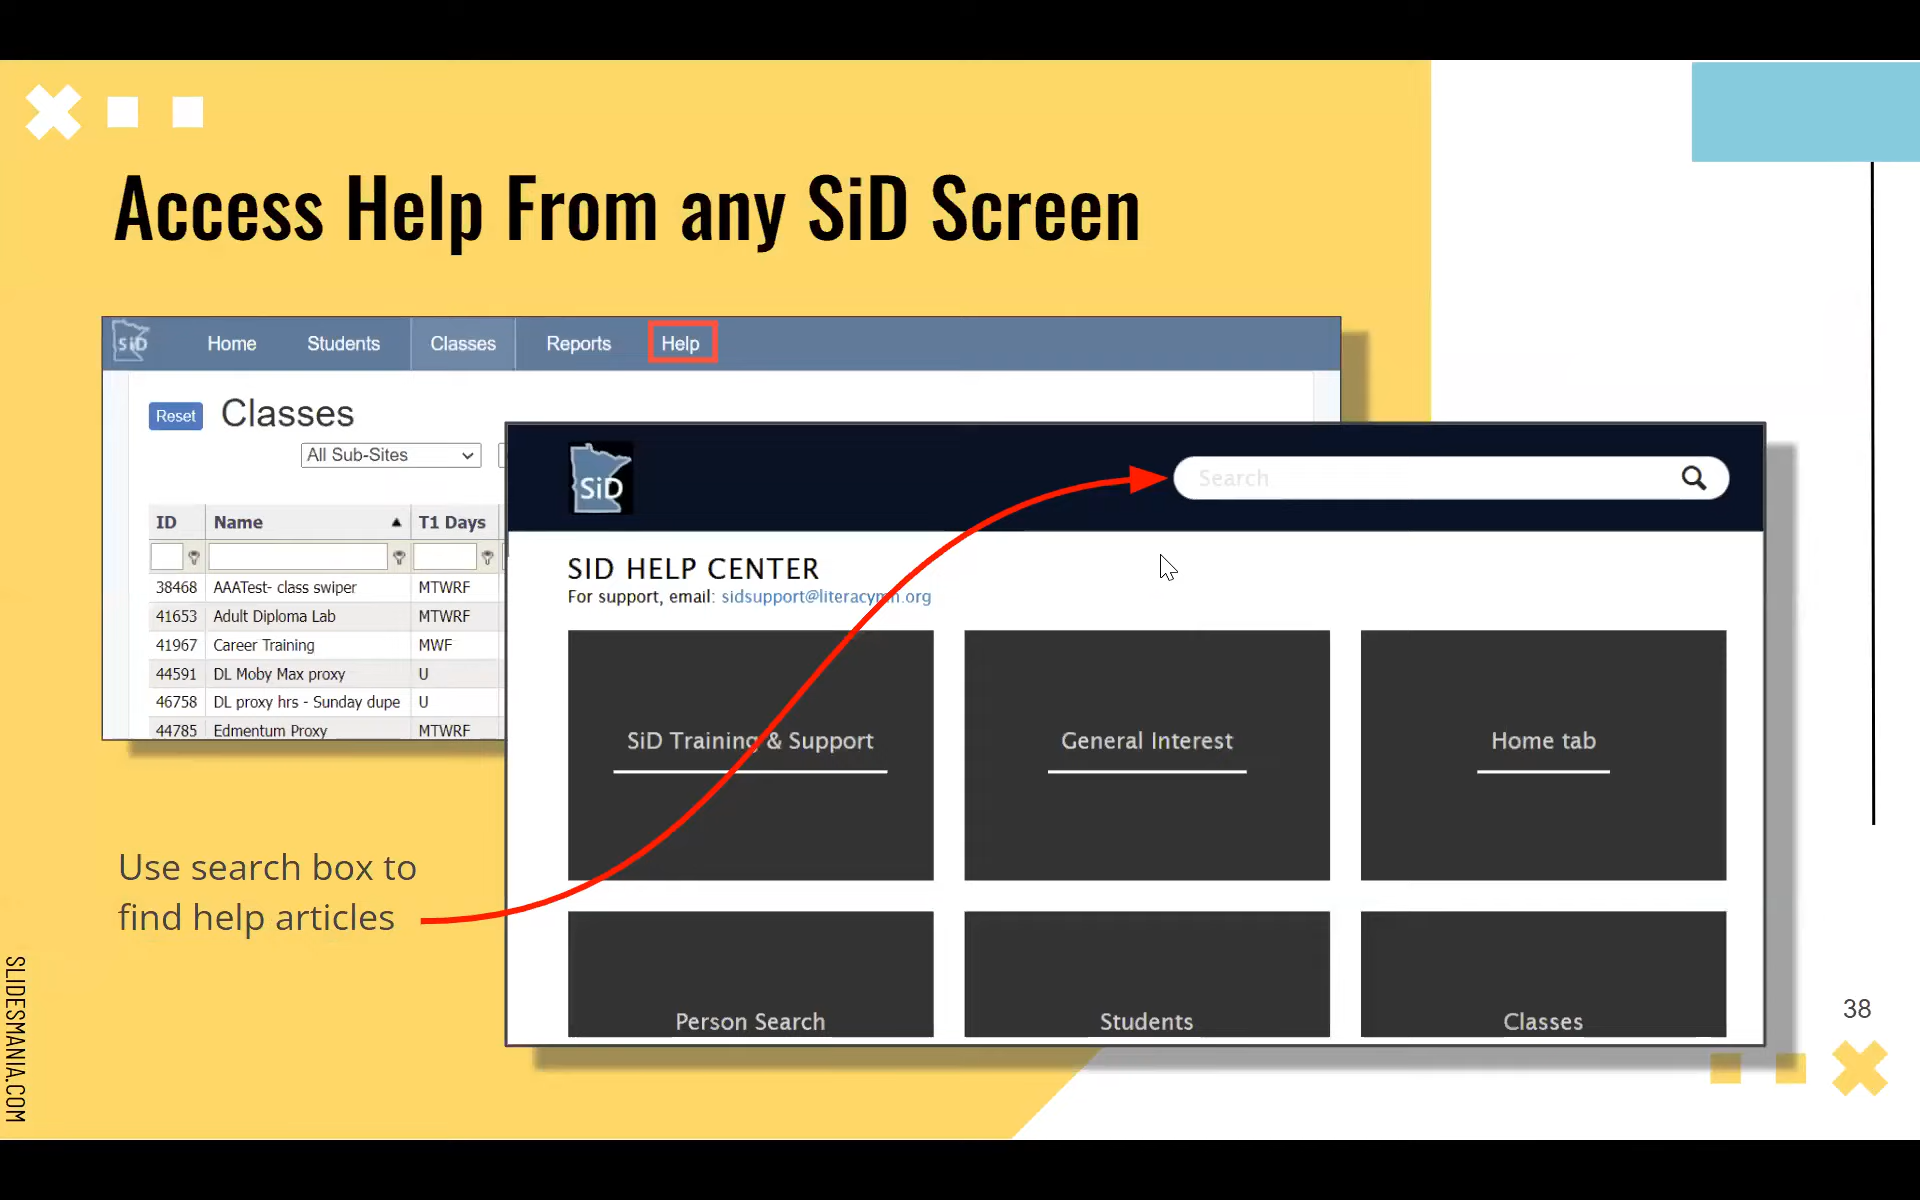 Access Help From any SiD Screen
SiD
Home Students Classes Reports Help
Reset Classes
All Sub-Sites
ID Name T1 Days
38468 AAATest- class swiper MTWRF
41653 Adult Diploma Lab MTWRF
41967 Career Training MWF
44591 DL Moby Max proxy U
46758 DL proxy hrs - Sunday dupe U
44785 Edmentum Proxy MTWRF
SiD
Search
SID HELP CENTER
For support, email: sidsupport@literacymn.org
SiD Training & Support General Interest Home tab
Person Search Students Classes
Use search box to
find help articles
SLIDESMANIA.COM
38